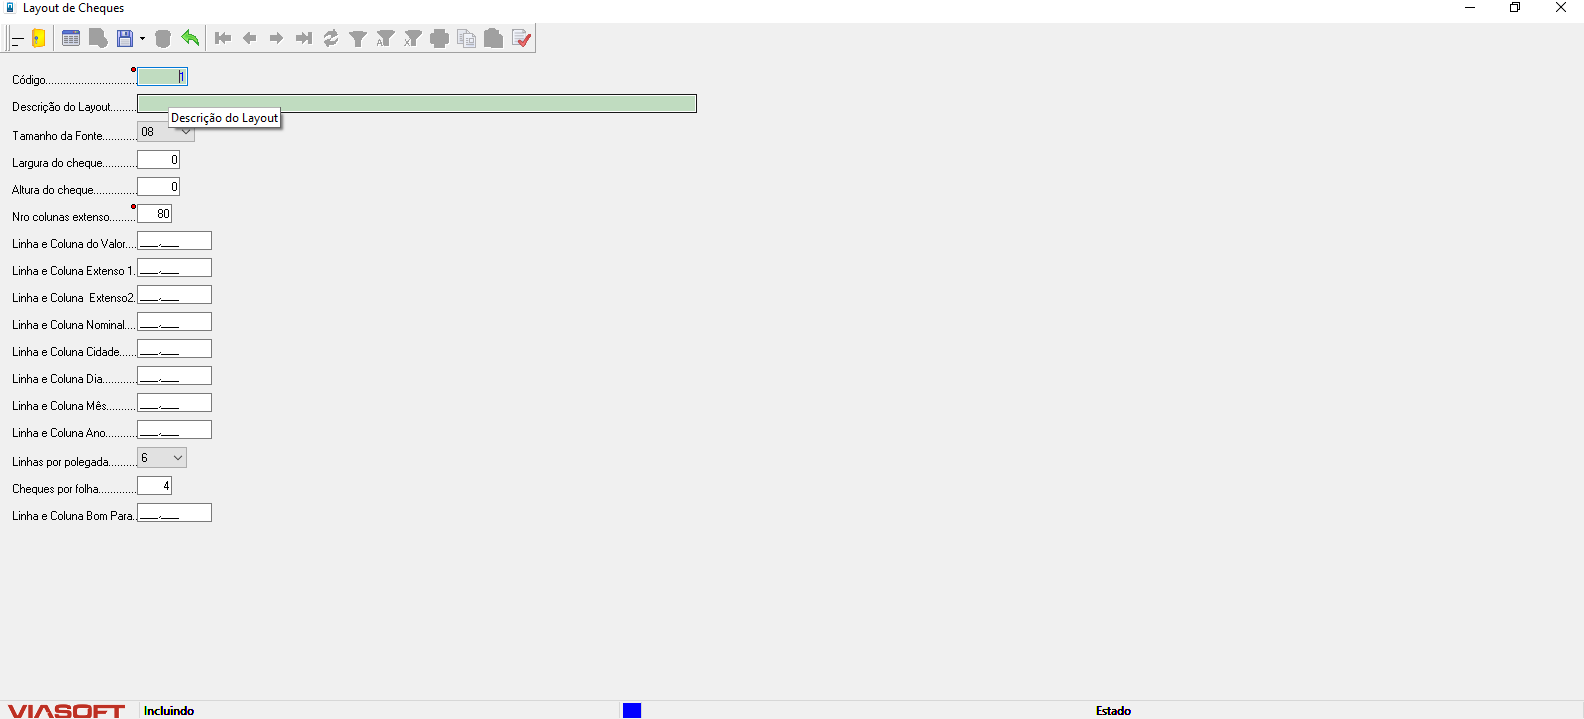 Layout de Cheques
Código............................... 1
Descrição do Layout.........
Descrição do Layout
Tamanho da Fonte............ 08
Largura do cheque............ 0
Altura do cheque............... 0
Nro colunas extenso......... 80
Linha e Coluna do Valor.... ___,___
Linha e Coluna Extenso 1. ___,___
Linha e Coluna  Extenso2. ___,___
Linha e Coluna Nominal.... ___,___
Linha e Coluna Cidade...... ___,___
Linha e Coluna Dia............ ___,___
Linha e Coluna Mês.......... ___,___
Linha e Coluna Ano........... ___,___
Linhas por polegada.......... 6
Cheques por folha............. 4
Linha e Coluna Bom Para.. ___,___
VIASOFT Incluindo Estado